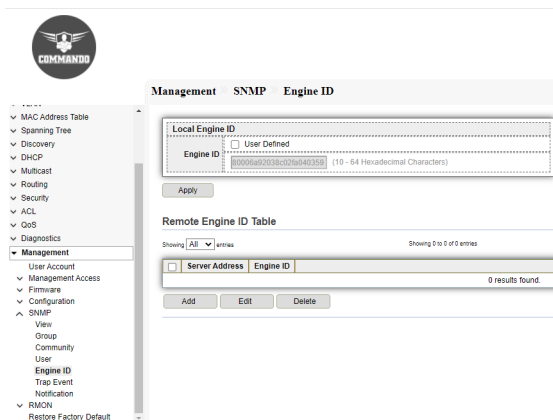 COMMANDO
Management SNMP Engine ID
VLAN
MAC Address Table
Spanning Tree
Discovery
DHCP
Multicast
Routing
Security
ACL
QoS
Diagnostics
Management
User Account
Management Access
Firmware
Configuration
SNMP
View
Group
Community
User
Engine ID
Trap Event
Notification
RMON
Restore Factory Default
Local Engine ID
User Defined
Engine ID
80006a92038c02fa040359 (10 - 64 Hexadecimal Characters)
Apply
Remote Engine ID Table
Showing All entries Showing 0 to 0 of 0 entries
Server Address Engine ID
0 results found.
Add Edit Delete